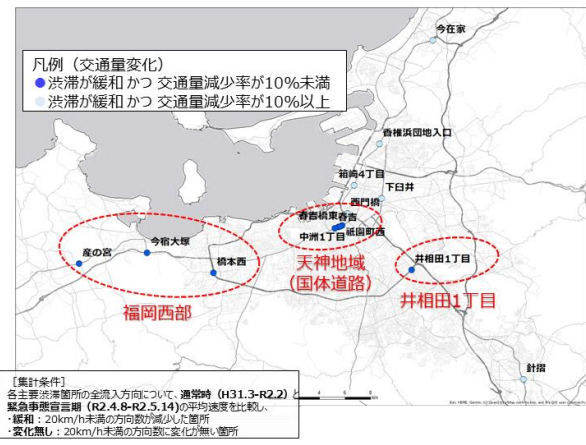 今在家
凡例（交通量変化）
●渋滞が緩和 かつ 交通量減少率が10%未満
●渋滞が緩和 かつ 交通量減少率が10%以上
香椎浜団地入口
箱崎4丁目
下臼井
西門橋
春吉橋東
春吉
祇園町西
中洲1丁目
今宿大塚
産の宮
橋本西
井相田1丁目
天神地域
（国体道路）
福岡西部
井相田1丁目
針摺
［集計条件］
各主要渋滞箇所の全流入方向について、通常時（H31.3-R2.2）と
緊急事態宣言期（R2.4.8-R2.5.14)の平均速度を比較し、
・緩和：20km/h未満の方向数が減少した箇所
・変化無し：20km/h未満の方向数に変化が無い箇所